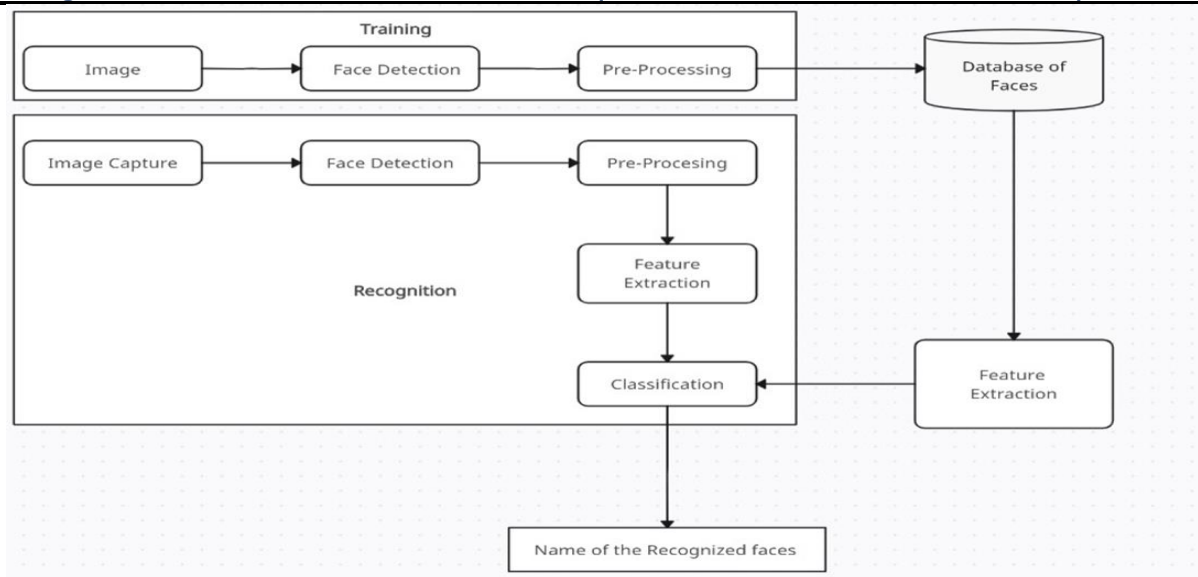 Training
Image
Face Detection
Pre-Processing
Database of
Faces
Image Capture
Face Detection
Pre-Procesing
Feature
Extraction
Recognition
Classification
Feature
Extraction
Name of the Recognized faces